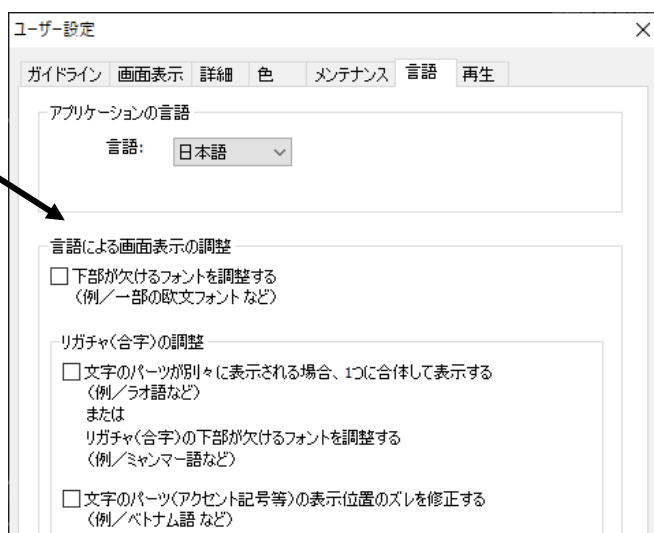 ユーザー設定
ガイドライン 画面表示 詳細 色 メンテナンス 言語 再生
アプリケーションの言語
言語: 日本語
言語による画面表示の調整
下部が欠けるフォントを調整する
(例／一部の欧文フォント など)
リガチャ(合字)の調整
文字のパーツが別々に表示される場合、1つに合体して表示する
(例／ラオ語など)
または
リガチャ(合字)の下部が欠けるフォントを調整する
(例／ミャンマー語など)
文字のパーツ(アクセント記号等)の表示位置のズレを修正する
(例／ベトナム語 など)